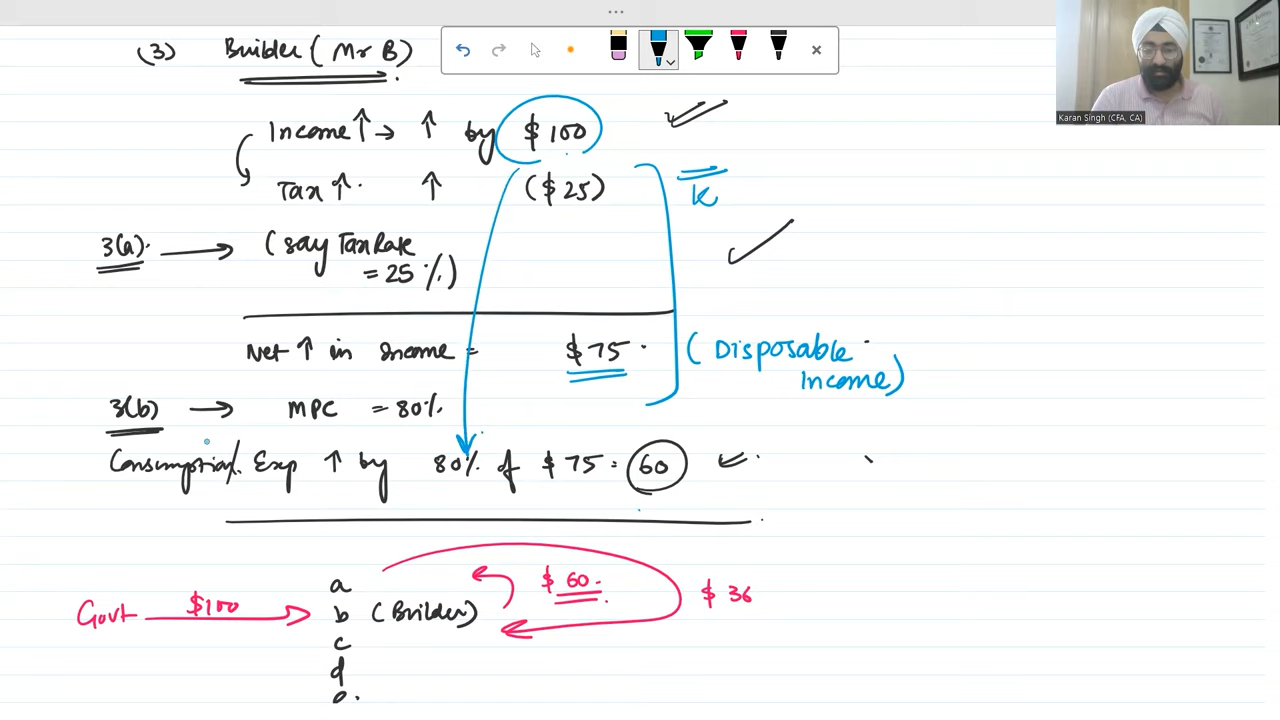 (3) Builder (Mr B)
Income ↑ → ↑ by $100
Tax ↑ ↑ ($25)
K
3(a) → (Say Tax Rate
= 25%)
Net ↑ in Income = $75
(Disposable
Income)
3(b) → MPC = 80%
Consumption/ Exp ↑ by 80% of $75 = 60
a
$60
$36
Govt $100 → b (Builder)
c
d
e
Karan Singh (CFA, CA)